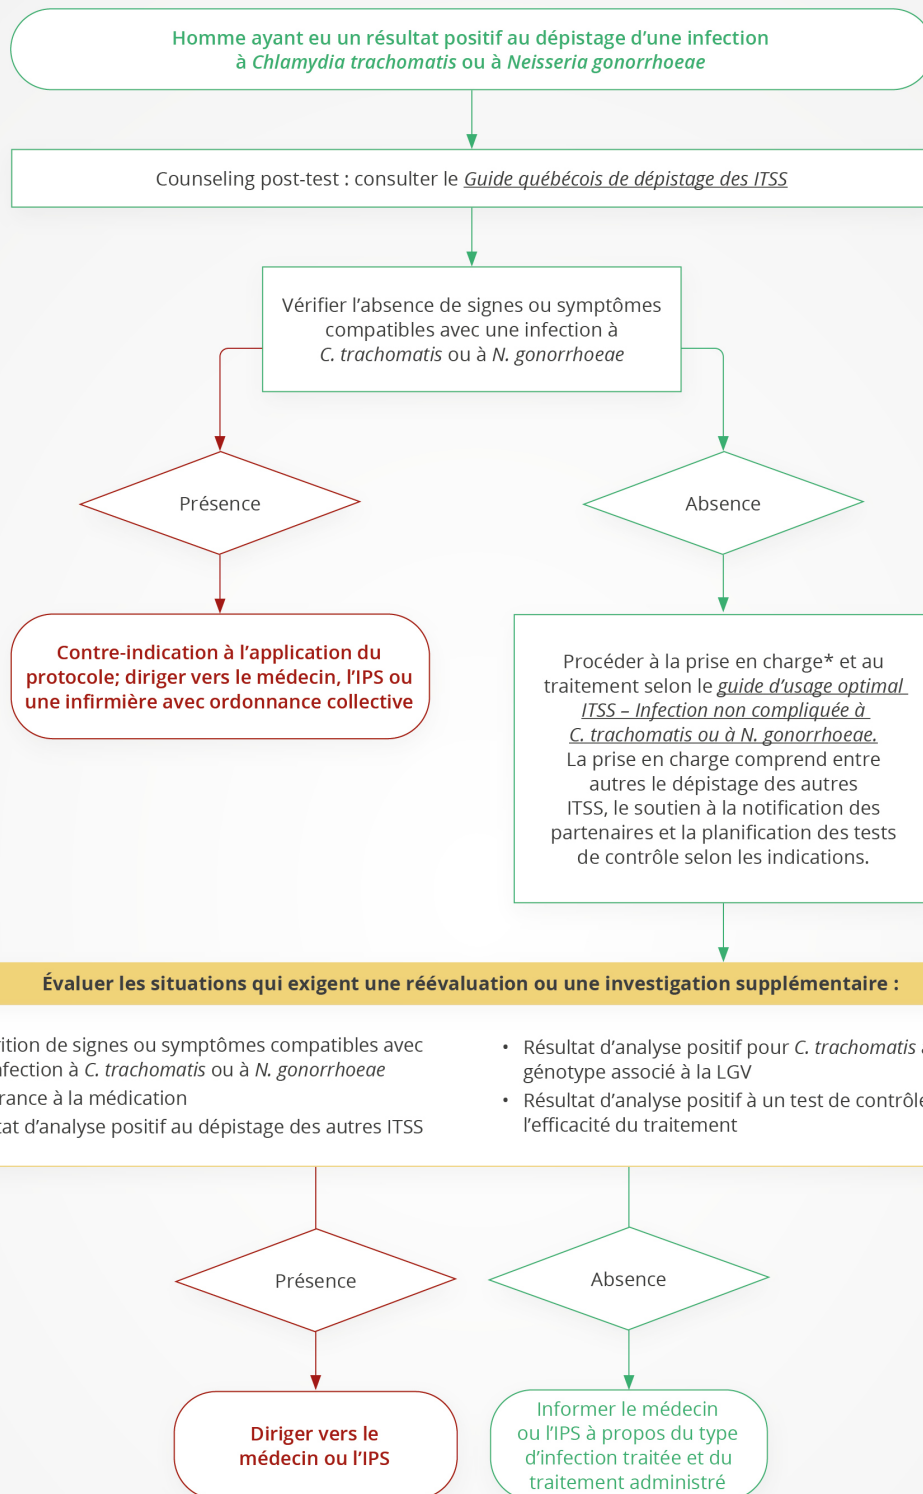 Homme ayant eu un résultat positif au dépistage d’une infection
à Chlamydia trachomatis ou à Neisseria gonorrhoeae
Counseling post-test : consulter le Guide québécois de dépistage des ITSS
Vérifier l’absence de signes ou symptômes
compatibles avec une infection à
C. trachomatis ou à N. gonorrhoeae
Présence
Absence
Contre-indication à l’application du
protocole; diriger vers le médecin, l’IPS ou
une infirmière avec ordonnance collective
Procéder à la prise en charge* et au
traitement selon le guide d’usage optimal
ITSS – Infection non compliquée à
C. trachomatis ou à N. gonorrhoeae.
La prise en charge comprend entre
autres le dépistage des autres
ITSS, le soutien à la notification des
partenaires et la planification des tests
de contrôle selon les indications.
Évaluer les situations qui exigent une réévaluation ou une investigation supplémentaire :
de signes ou symptômes compatibles avec
à C. trachomatis ou à N. gonorrhoeae
à la médication
d’analyse positif au dépistage des autres ITSS
• Résultat d’analyse positif pour C. trachomatis
génotype associé à la LGV
• Résultat d’analyse positif à un test de contrôle
l’efficacité du traitement
Présence
Absence
Diriger vers le
médecin ou l’IPS
Informer le médecin
ou l’IPS à propos du type
d’infection traitée et du
traitement administré